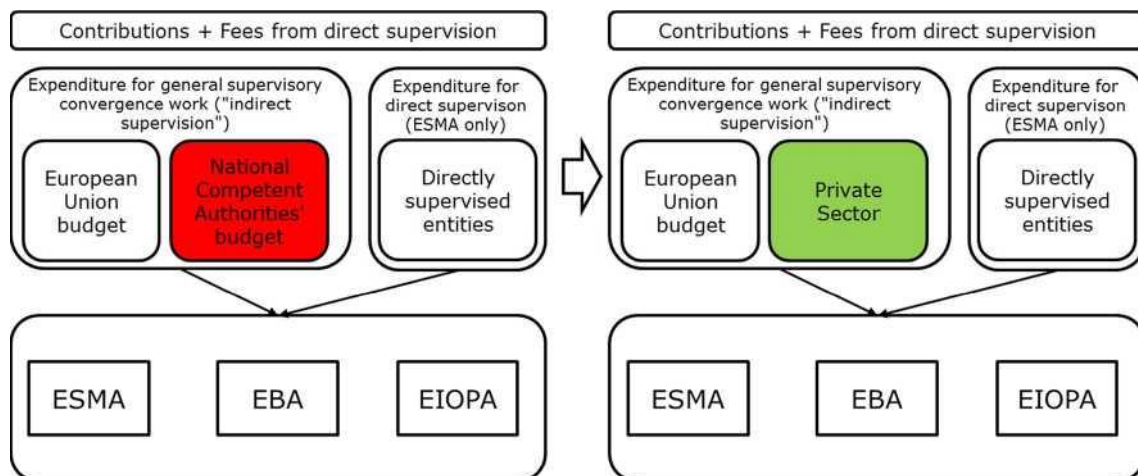 Contributions + Fees from direct supervision
Expenditure for general supervisory
convergence work ("indirect
supervision")
Expenditure for
direct supervison
(ESMA only)
European
Union
budget
National
Competent
Authorities'
budget
Directly
supervised
entities
ESMA
EBA
EIOPA
Contributions + Fees from direct supervision
Expenditure for general supervisory
convergence work ("indirect
supervision")
Expenditure for
direct supervison
(ESMA only)
European
Union
budget
Private
Sector
Directly
supervised
entities
ESMA
EBA
EIOPA